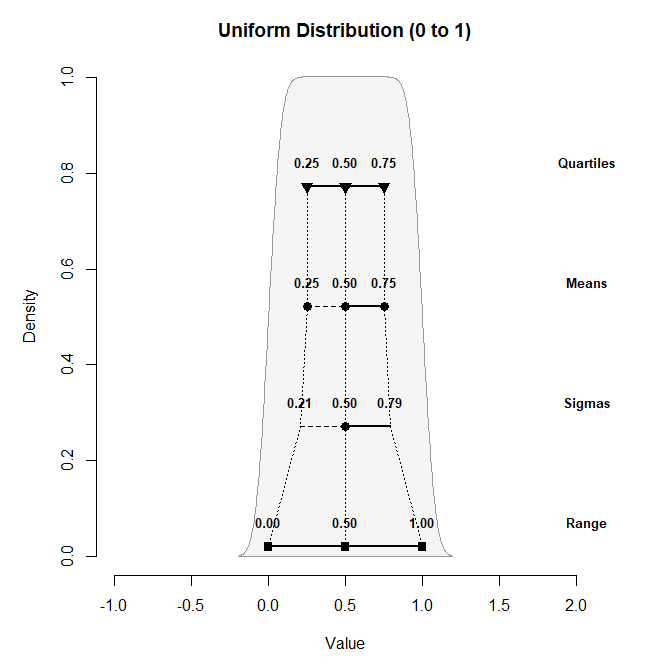 Uniform Distribution (0 to 1)
1.0
0.8
0.6
0.4
0.2
0.0
Density
0.25 0.50 0.75 Quartiles
0.25 0.50 0.75 Means
0.21 0.50 0.79 Sigmas
0.00 0.50 1.00 Range
-1.0 -0.5 0.0 0.5 1.0 1.5 2.0
Value